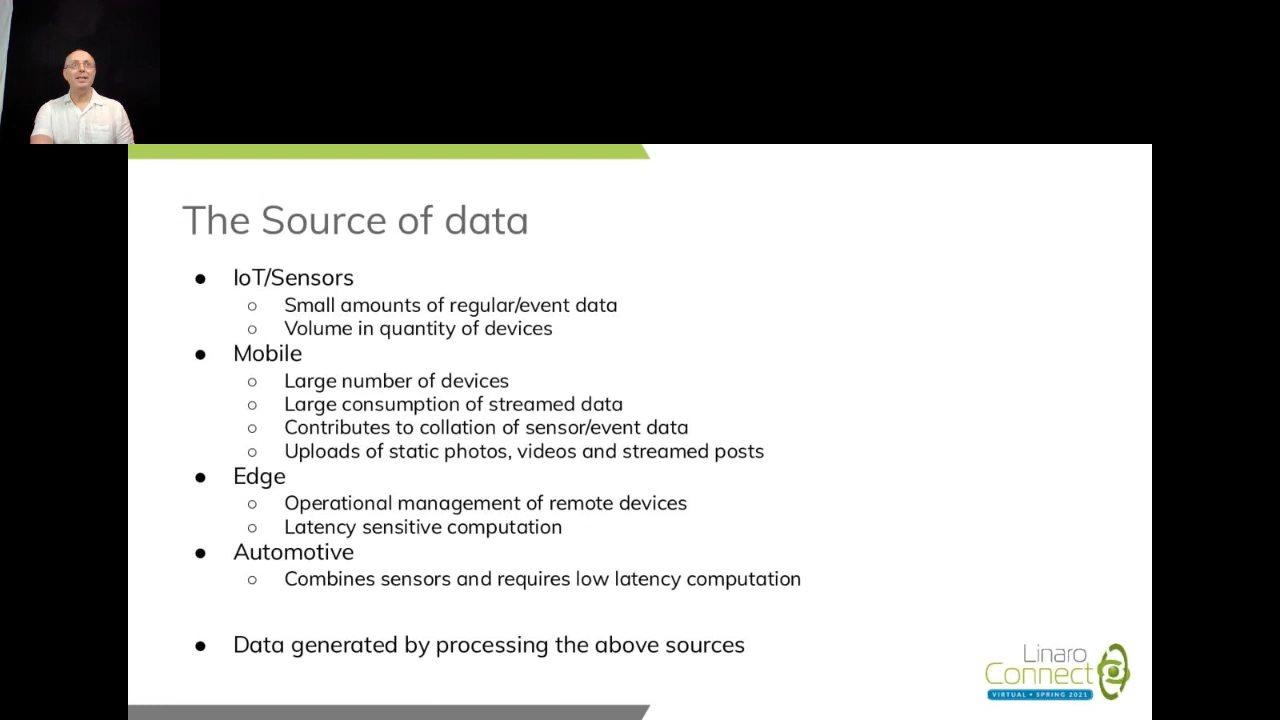 The Source of data
● IoT/Sensors
○ Small amounts of regular/event data
○ Volume in quantity of devices
● Mobile
○ Large number of devices
○ Large consumption of streamed data
○ Contributes to collation of sensor/event data
○ Uploads of static photos, videos and streamed posts
● Edge
○ Operational management of remote devices
○ Latency sensitive computation
● Automotive
○ Combines sensors and requires low latency computation
● Data generated by processing the above sources
Linaro
Connect
VIRTUAL • SPRING 2021